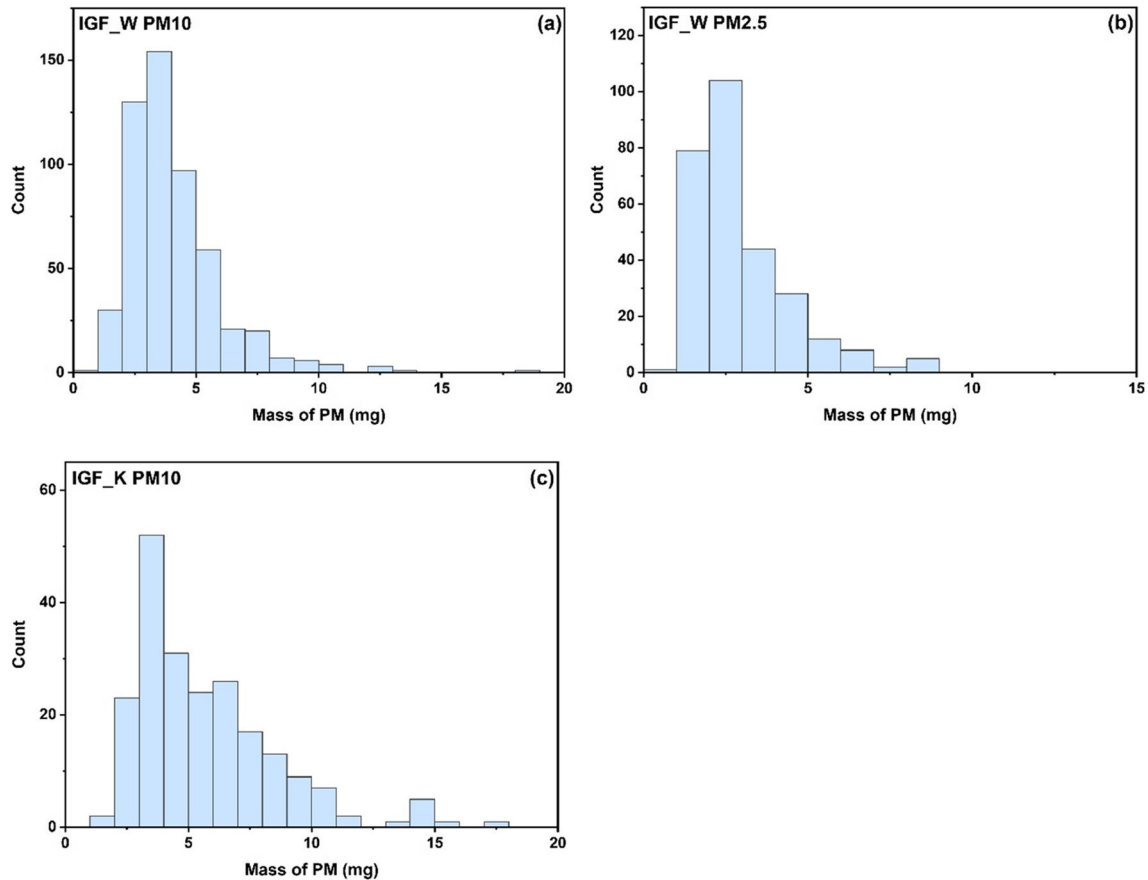 IGF_W PM10 (a)
150
100
50
0
Count
0 5 10 15 20
Mass of PM (mg)
IGF_W PM2.5 (b)
120
100
80
60
40
20
0
Count
0 5 10 15
Mass of PM (mg)
IGF_K PM10 (c)
60
40
20
0
Count
0 5 10 15 20
Mass of PM (mg)